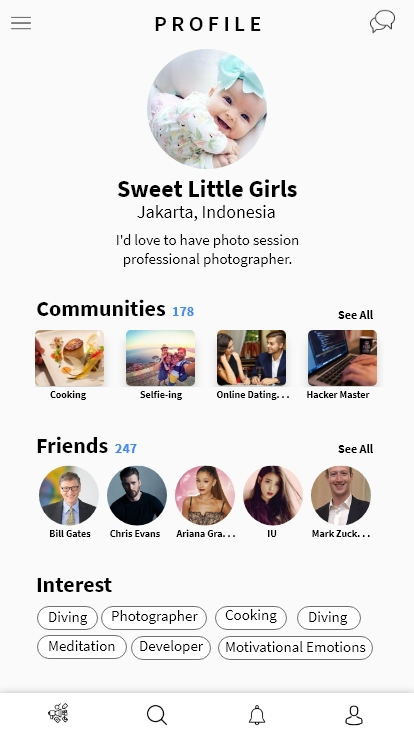 PROFILE
Sweet Little Girls
Jakarta, Indonesia
I'd love to have photo session
professional photographer.
Communities 178 See All
Cooking Selfie-ing Online Dating... Hacker Master
Friends 247 See All
Bill Gates Chris Evans Ariana Gra... IU Mark Zuck...
Interest
Diving Photographer Cooking Diving
Meditation Developer Motivational Emotions